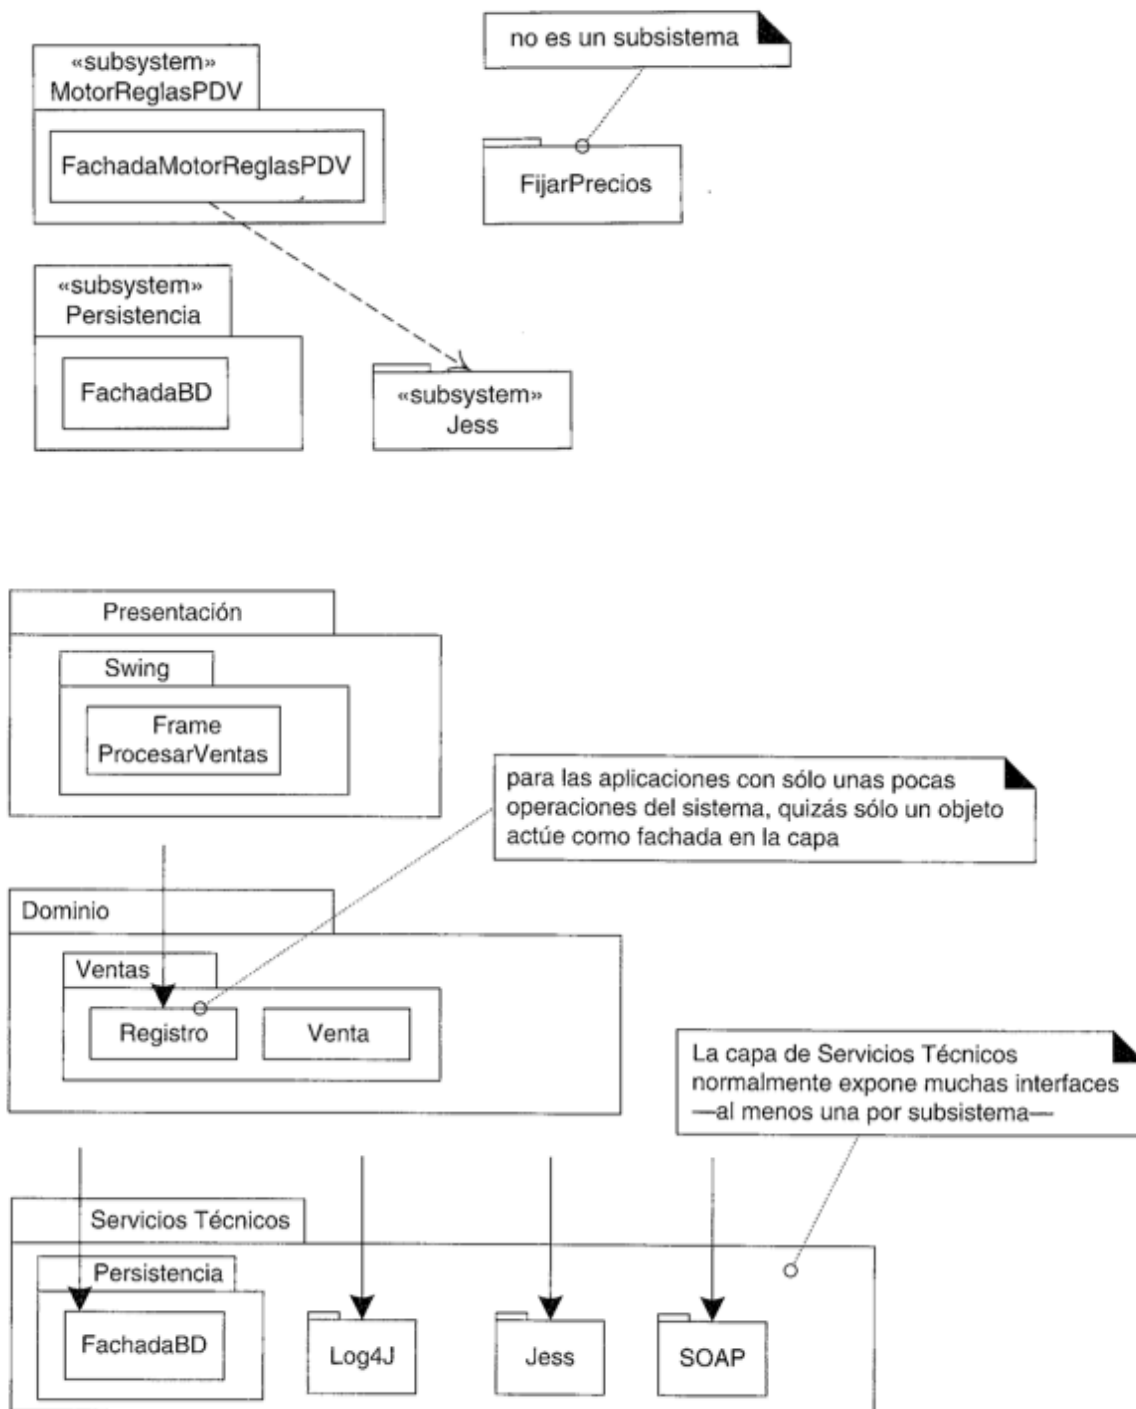 «subsystem»
MotorReglasPDV
FachadaMotorReglasPDV
no es un subsistema
FijarPrecios
«subsystem»
Persistencia
FachadaBD
«subsystem»
Jess
Presentación
Swing
Frame
ProcesarVentas
para las aplicaciones con sólo unas pocas
operaciones del sistema, quizás sólo un objeto
actúe como fachada en la capa
Dominio
Ventas
Registro
Venta
La capa de Servicios Técnicos
normalmente expone muchas interfaces
—al menos una por subsistema—
Servicios Técnicos
Persistencia
FachadaBD
Log4J
Jess
SOAP